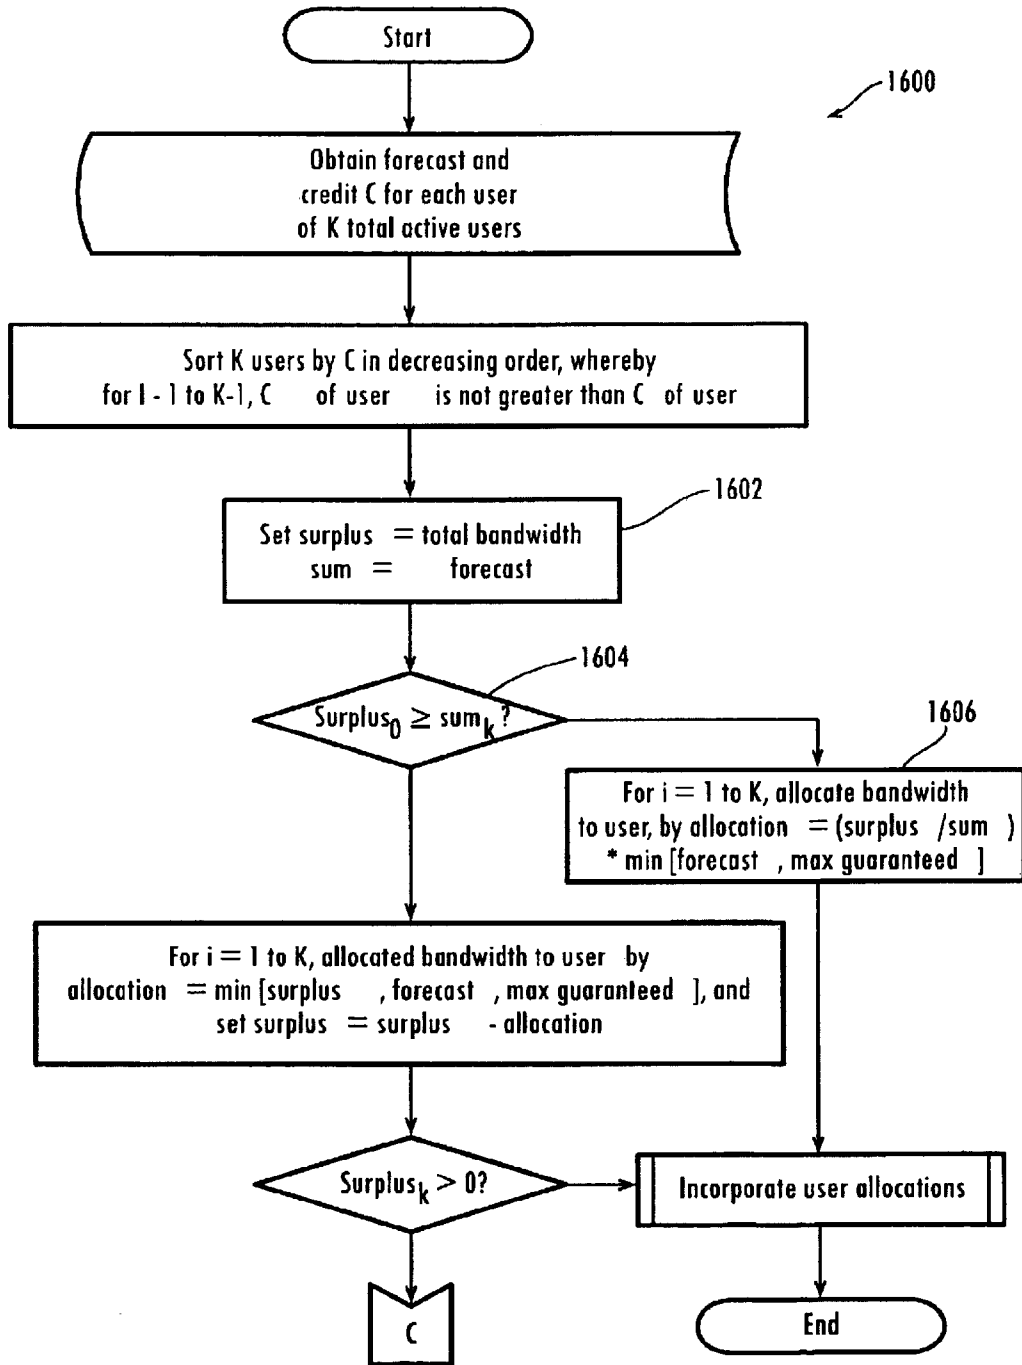 Start
1600
Obtain forecast and
credit C for each user
of K total active users
Sort K users by C in decreasing order, whereby
for I - 1 to K-1, C of user is not greater than C of user
1602
Set surplus = total bandwidth
sum = forecast
1604
Surplus₀ ≥ sumₖ?
1606
For i = 1 to K, allocate bandwidth
to user, by allocation = (surplus /sum )
* min [forecast , max guaranteed ]
For i = 1 to K, allocated bandwidth to user by
allocation = min [surplus , forecast , max guaranteed ], and
set surplus = surplus - allocation
Surplusₖ > 0?
Incorporate user allocations
C
End